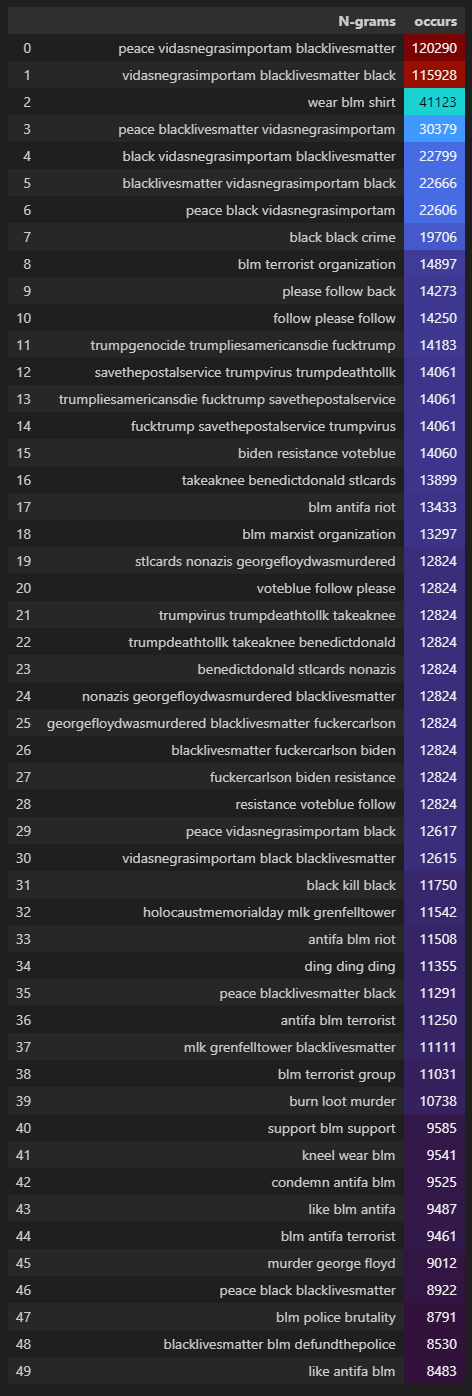 N-grams occurs
0 peace vidasnegrasimportam blacklivesmatter 120290
1 vidasnegrasimportam blacklivesmatter black 115928
2 wear blm shirt 41123
3 peace blacklivesmatter vidasnegrasimportam 30379
4 black vidasnegrasimportam blacklivesmatter 22799
5 blacklivesmatter vidasnegrasimportam black 22666
6 peace black vidasnegrasimportam 22606
7 black black crime 19706
8 blm terrorist organization 14897
9 please follow back 14273
10 follow please follow 14250
11 trumpgenocide trumpliesamericansdie fucktrump 14183
12 savethepostalservice trumpvirus trumpdeathtollk 14061
13 trumpliesamericansdie fucktrump savethepostalservice 14061
14 fucktrump savethepostalservice trumpvirus 14061
15 biden resistance voteblue 14060
16 takeaknee benedictdonald stlcards 13899
17 blm antifa riot 13433
18 blm marxist organization 13297
19 stlcards nonazis georgefloydwasmurdered 12824
20 voteblue follow please 12824
21 trumpvirus trumpdeathtollk takeaknee 12824
22 trumpdeathtollk takeaknee benedictdonald 12824
23 benedictdonald stlcards nonazis 12824
24 nonazis georgefloydwasmurdered blacklivesmatter 12824
25 georgefloydwasmurdered blacklivesmatter fuckercarlson 12824
26 blacklivesmatter fuckercarlson biden 12824
27 fuckercarlson biden resistance 12824
28 resistance voteblue follow 12824
29 peace vidasnegrasimportam black 12617
30 vidasnegrasimportam black blacklivesmatter 12615
31 black kill black 11750
32 holocaustmemorialday mlk grenfelltower 11542
33 antifa blm riot 11508
34 ding ding ding 11355
35 peace blacklivesmatter black 11291
36 antifa blm terrorist 11250
37 mlk grenfelltower blacklivesmatter 11111
38 blm terrorist group 11031
39 burn loot murder 10738
40 support blm support 9585
41 kneel wear blm 9541
42 condemn antifa blm 9525
43 like blm antifa 9487
44 blm antifa terrorist 9461
45 murder george floyd 9012
46 peace black blacklivesmatter 8922
47 blm police brutality 8791
48 blacklivesmatter blm defundthepolice 8530
49 like antifa blm 8483